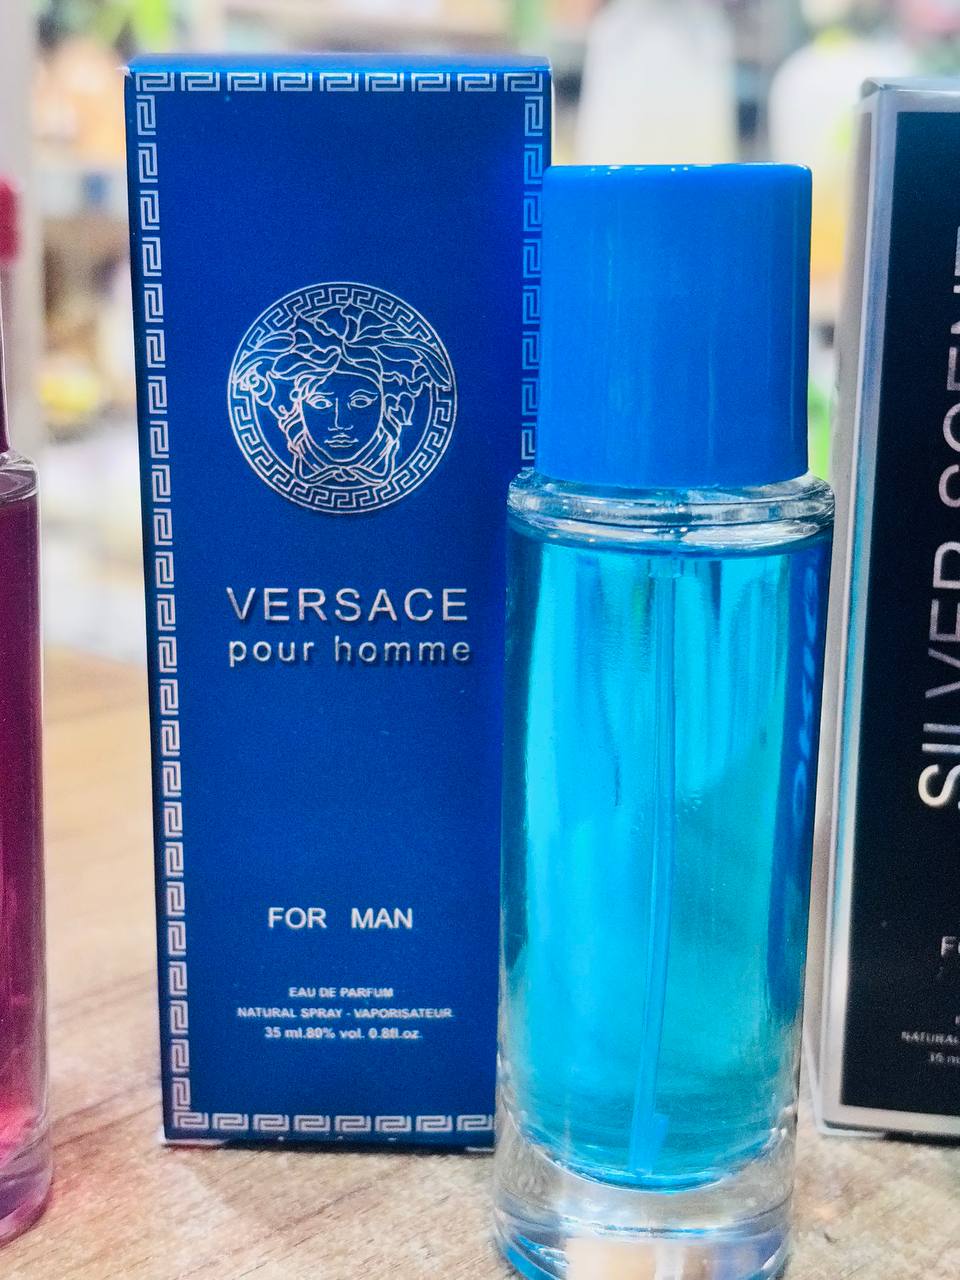 VERSACE
pour homme
FOR MAN
EAU DE PARFUM
NATURAL SPRAY - VAPORISATEUR
35 ml.80% vol. 0.8fl.oz.
SILVER SCENT